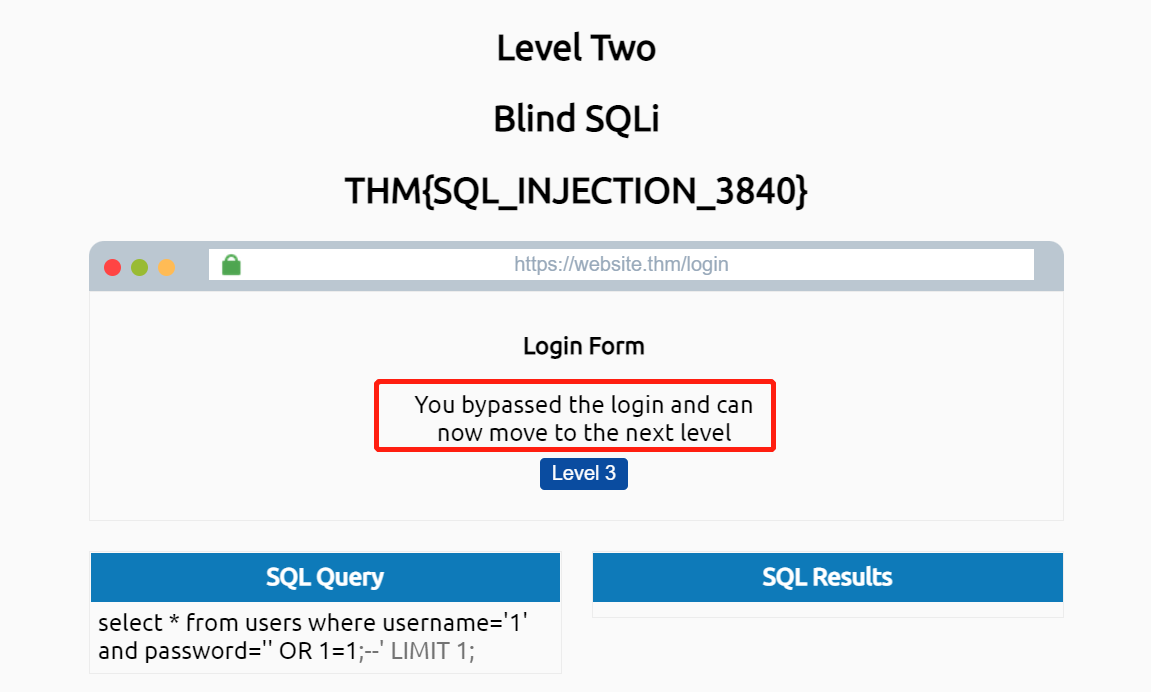 Level Two
Blind SQLi
THM{SQL_INJECTION_3840}
https://website.thm/login
Login Form
You bypassed the login and can
now move to the next level
Level 3
SQL Query
select * from users where username='1'
and password='' OR 1=1;--' LIMIT 1;
SQL Results